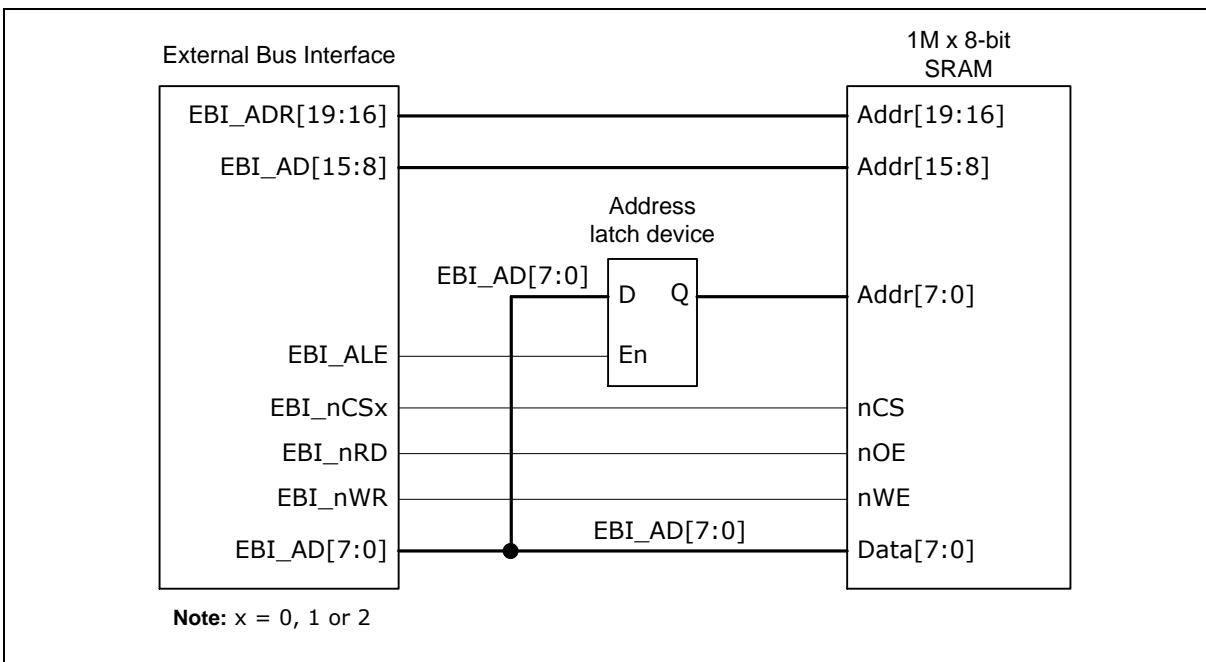 External Bus Interface
1M x 8-bit
SRAM
EBI_ADR[19:16]
Addr[19:16]
EBI_AD[15:8]
Addr[15:8]
Address
latch device
EBI_AD[7:0]
D
Q
Addr[7:0]
EBI_ALE
En
EBI_nCSx
nCS
EBI_nRD
nOE
EBI_nWR
nWE
EBI_AD[7:0]
EBI_AD[7:0]
Data[7:0]
Note: x = 0, 1 or 2